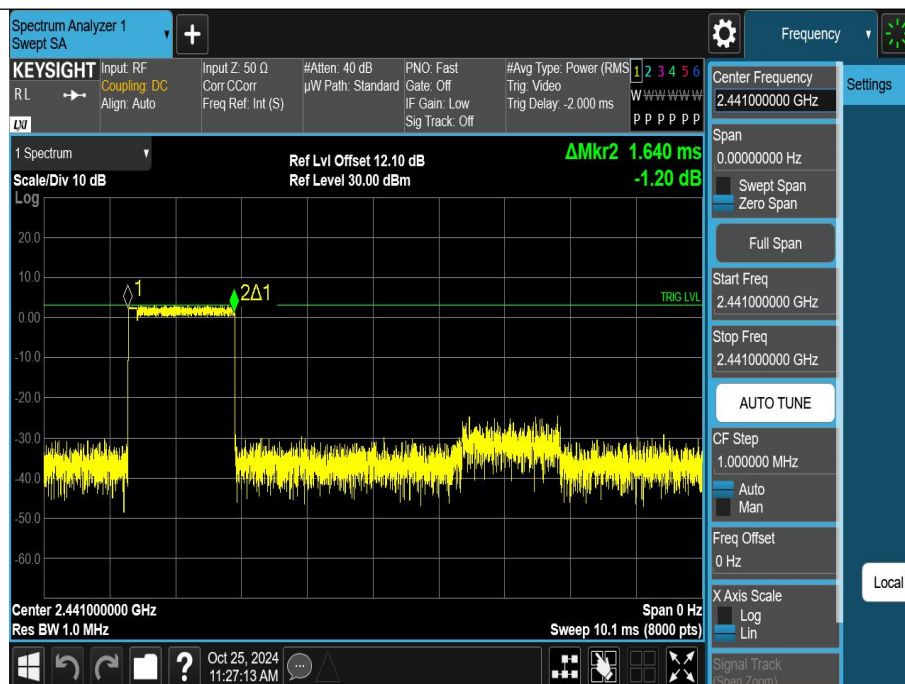 Spectrum Analyzer 1
Swept SA
Frequency
KEYSIGHT
RL
LXI
Input: RF
Coupling: DC
Align: Auto
Input Z: 50 Ω
Corr CCorr
Freq Ref: Int (S)
#Atten: 40 dB
µW Path: Standard
PNO: Fast
Gate: Off
IF Gain: Low
Sig Track: Off
#Avg Type: Power (RMS
Trig: Video
Trig Delay: -2.000 ms
1 2 3 4 5 6
W W W W W W
P P P P P P
1 Spectrum
Scale/Div 10 dB
Log
Ref Lvl Offset 12.10 dB
Ref Level 30.00 dBm
ΔMkr2 1.640 ms
-1.20 dB
20.0
10.0
0.00
-10.0
-20.0
-30.0
-40.0
-50.0
-60.0
1
2Δ1
TRIG LVL
Center 2.441000000 GHz
Res BW 1.0 MHz
Span 0 Hz
Sweep 10.1 ms (8000 pts)
?
Oct 25, 2024
11:27:13 AM
Center Frequency
2.441000000 GHz
Settings
Span
0.00000000 Hz
Swept Span
Zero Span
Full Span
Start Freq
2.441000000 GHz
Stop Freq
2.441000000 GHz
AUTO TUNE
CF Step
1.000000 MHz
Auto
Man
Freq Offset
0 Hz
Local
X Axis Scale
Log
Lin
Signal Track
(Span Zoom)